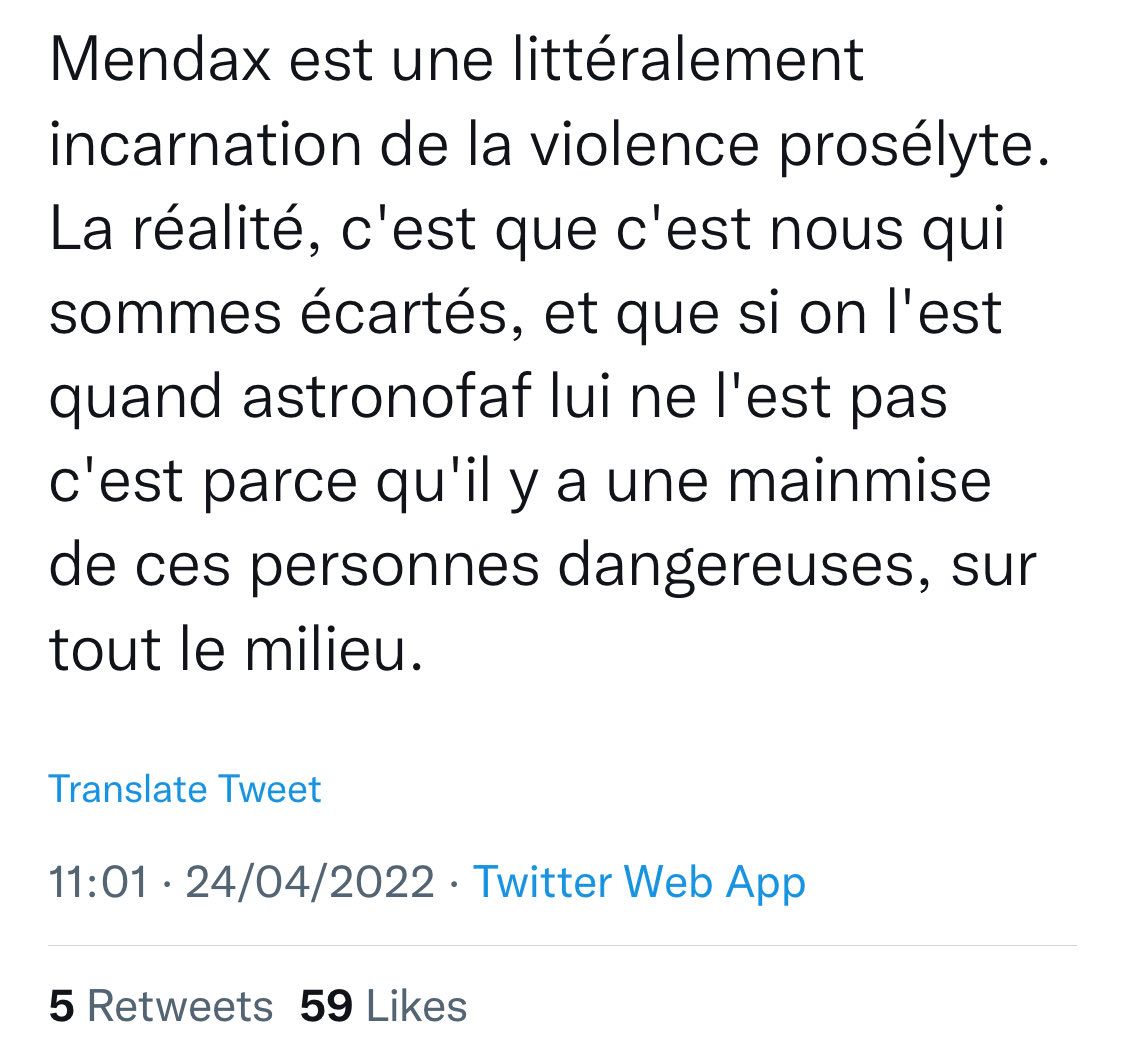 Mendax est une littéralement
incarnation de la violence prosélyte.
La réalité, c'est que c'est nous qui
sommes écartés, et que si on l'est
quand astronofaf lui ne l'est pas
c'est parce qu'il y a une mainmise
de ces personnes dangereuses, sur
tout le milieu.
Translate Tweet
11:01 · 24/04/2022 · Twitter Web App
5 Retweets 59 Likes